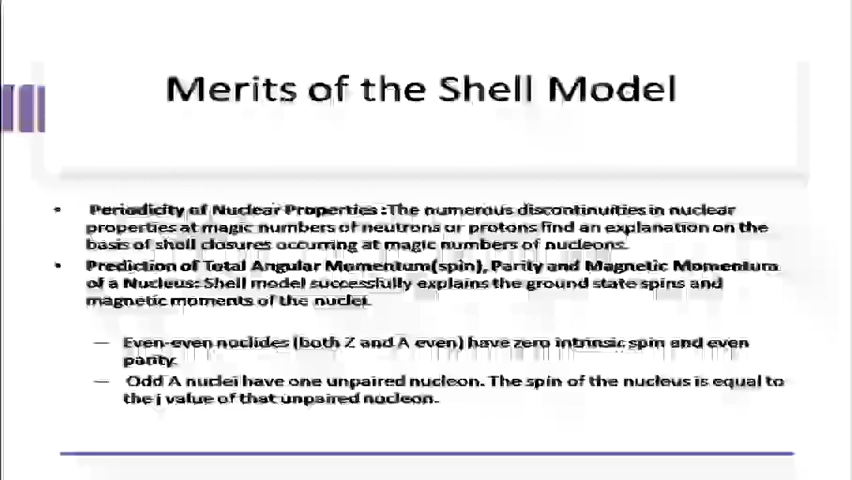 Merits of the Shell Model
• Periodicity of Nuclear Properties :The numerous discontinuities in nuclear
properties at magic numbers of neutrons or protons find an explanation on the
basis of shell closures occurring at magic numbers of nucleons.
• Prediction of Total Angular Momentum(spin), Parity and Magnetic Momentum
of a Nucleus: Shell model successfully explains the ground state spins and
magnetic moments of the nuclei.
— Even-even noclides (both Z and A even) have zero intrinsic spin and even
parity.
— Odd A nuclei have one unpaired nucleon. The spin of the nucleus is equal to
the j value of that unpaired nucleon.